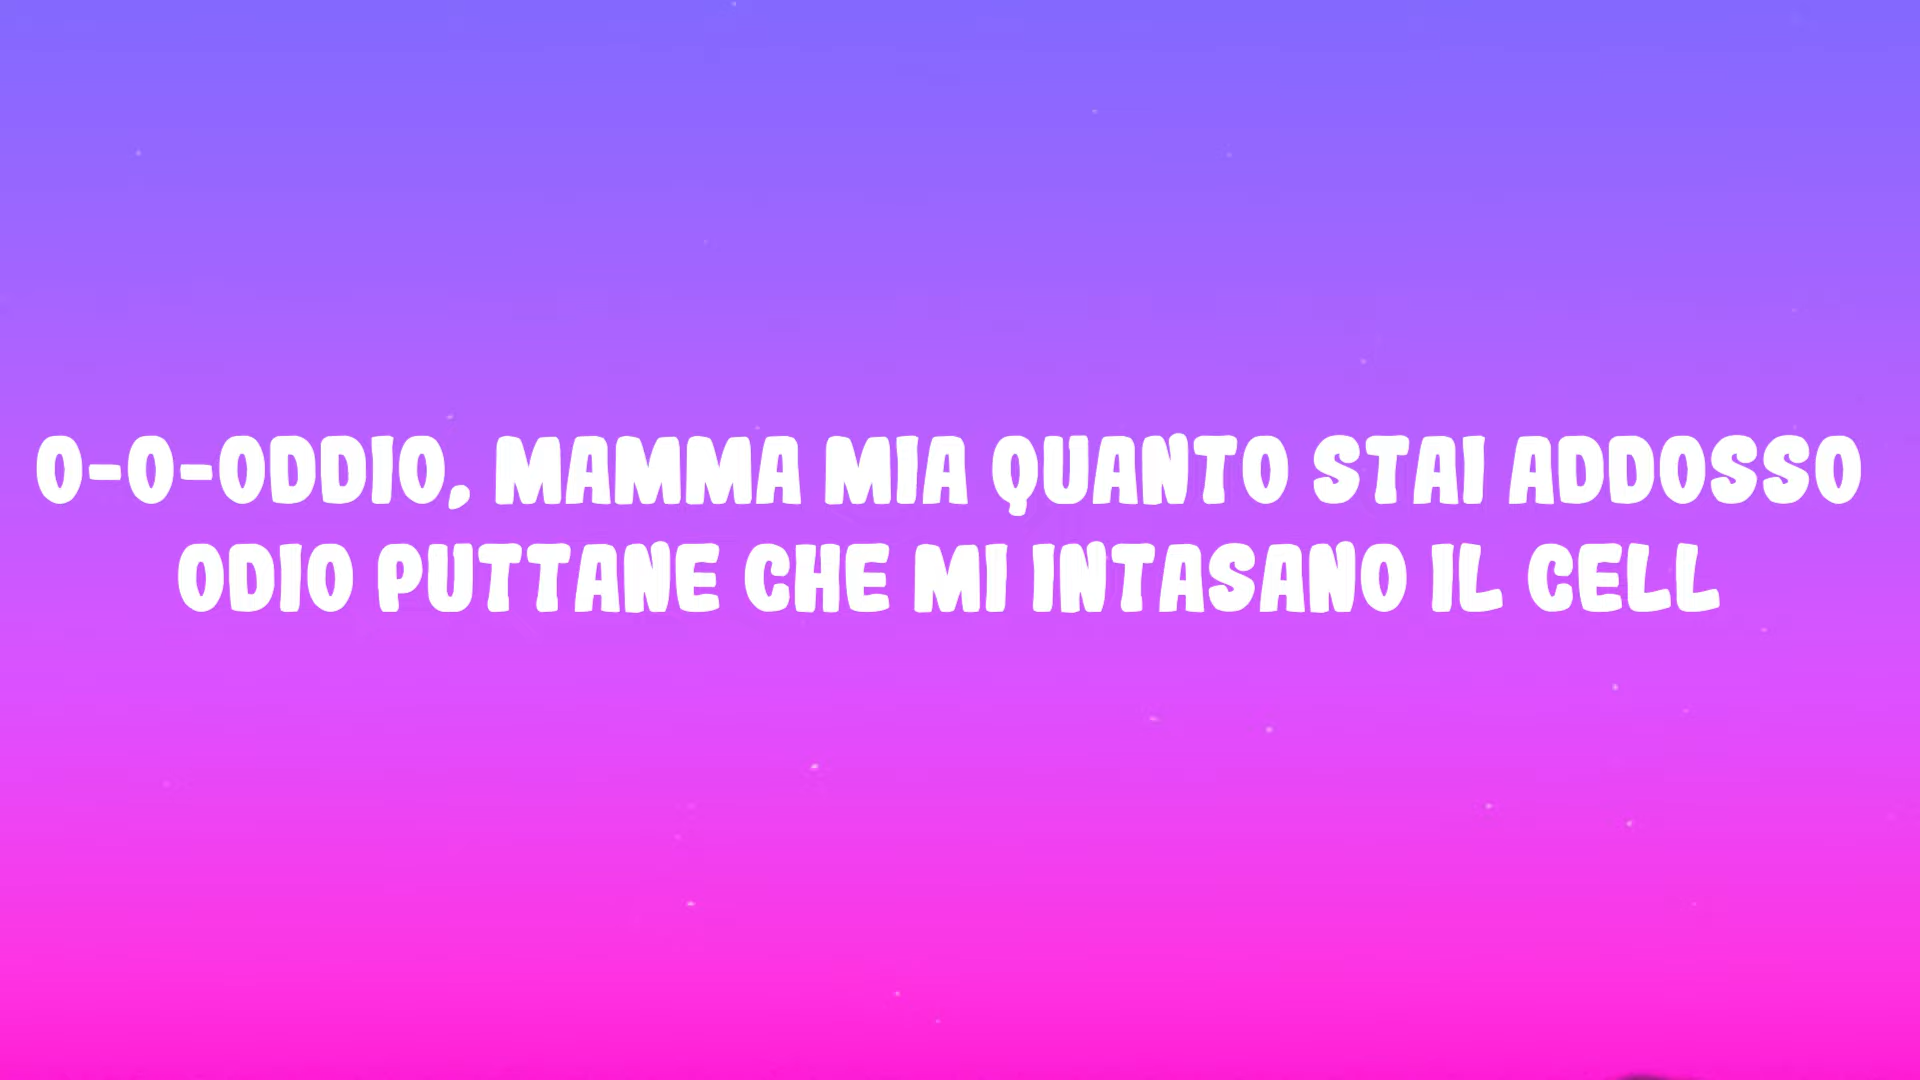 O-O-ODDIO, MAMMA MIA QUANTO STAI ADDOSSO
ODIO PUTTANE CHE MI INTASANO IL CELL